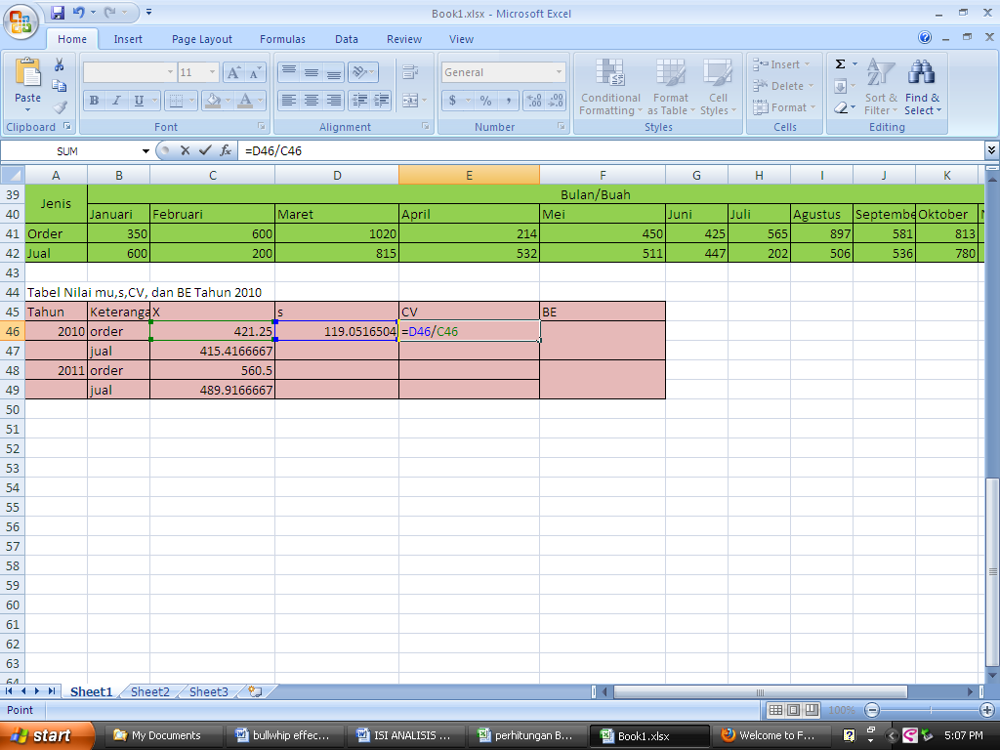 Book1.xlsx - Microsoft Excel
Home Insert Page Layout Formulas Data Review View
Paste 11 A A General Conditional Formatting Format as Table Cell Styles Insert Delete Format Σ Sort & Filter Find & Select
B I U A $ % ,
Clipboard Font Alignment Number Styles Cells Editing
SUM fx =D46/C46
A B C D E F G H I J K
39 Jenis Bulan/Buah
40 Januari Februari Maret April Mei Juni Juli Agustus Septembe Oktober
41 Order 350 600 1020 214 450 425 565 897 581 813
42 Jual 600 200 815 532 511 447 202 506 536 780
43
44 Tabel Nilai mu,s,CV, dan BE Tahun 2010
45 Tahun Keteranga X s CV BE
46 2010 order 421.25 119.0516504 =D46/C46
47 jual 415.4166667
48 2011 order 560.5
49 jual 489.9166667
50
51
52
53
54
55
56
57
58
59
60
61
62
63
64
Sheet1 Sheet2 Sheet3
Point 100%
start My Documents bullwhip effec... ISI ANALISIS ... perhitungan B... Book1.xlsx Welcome to F... 5:07 PM